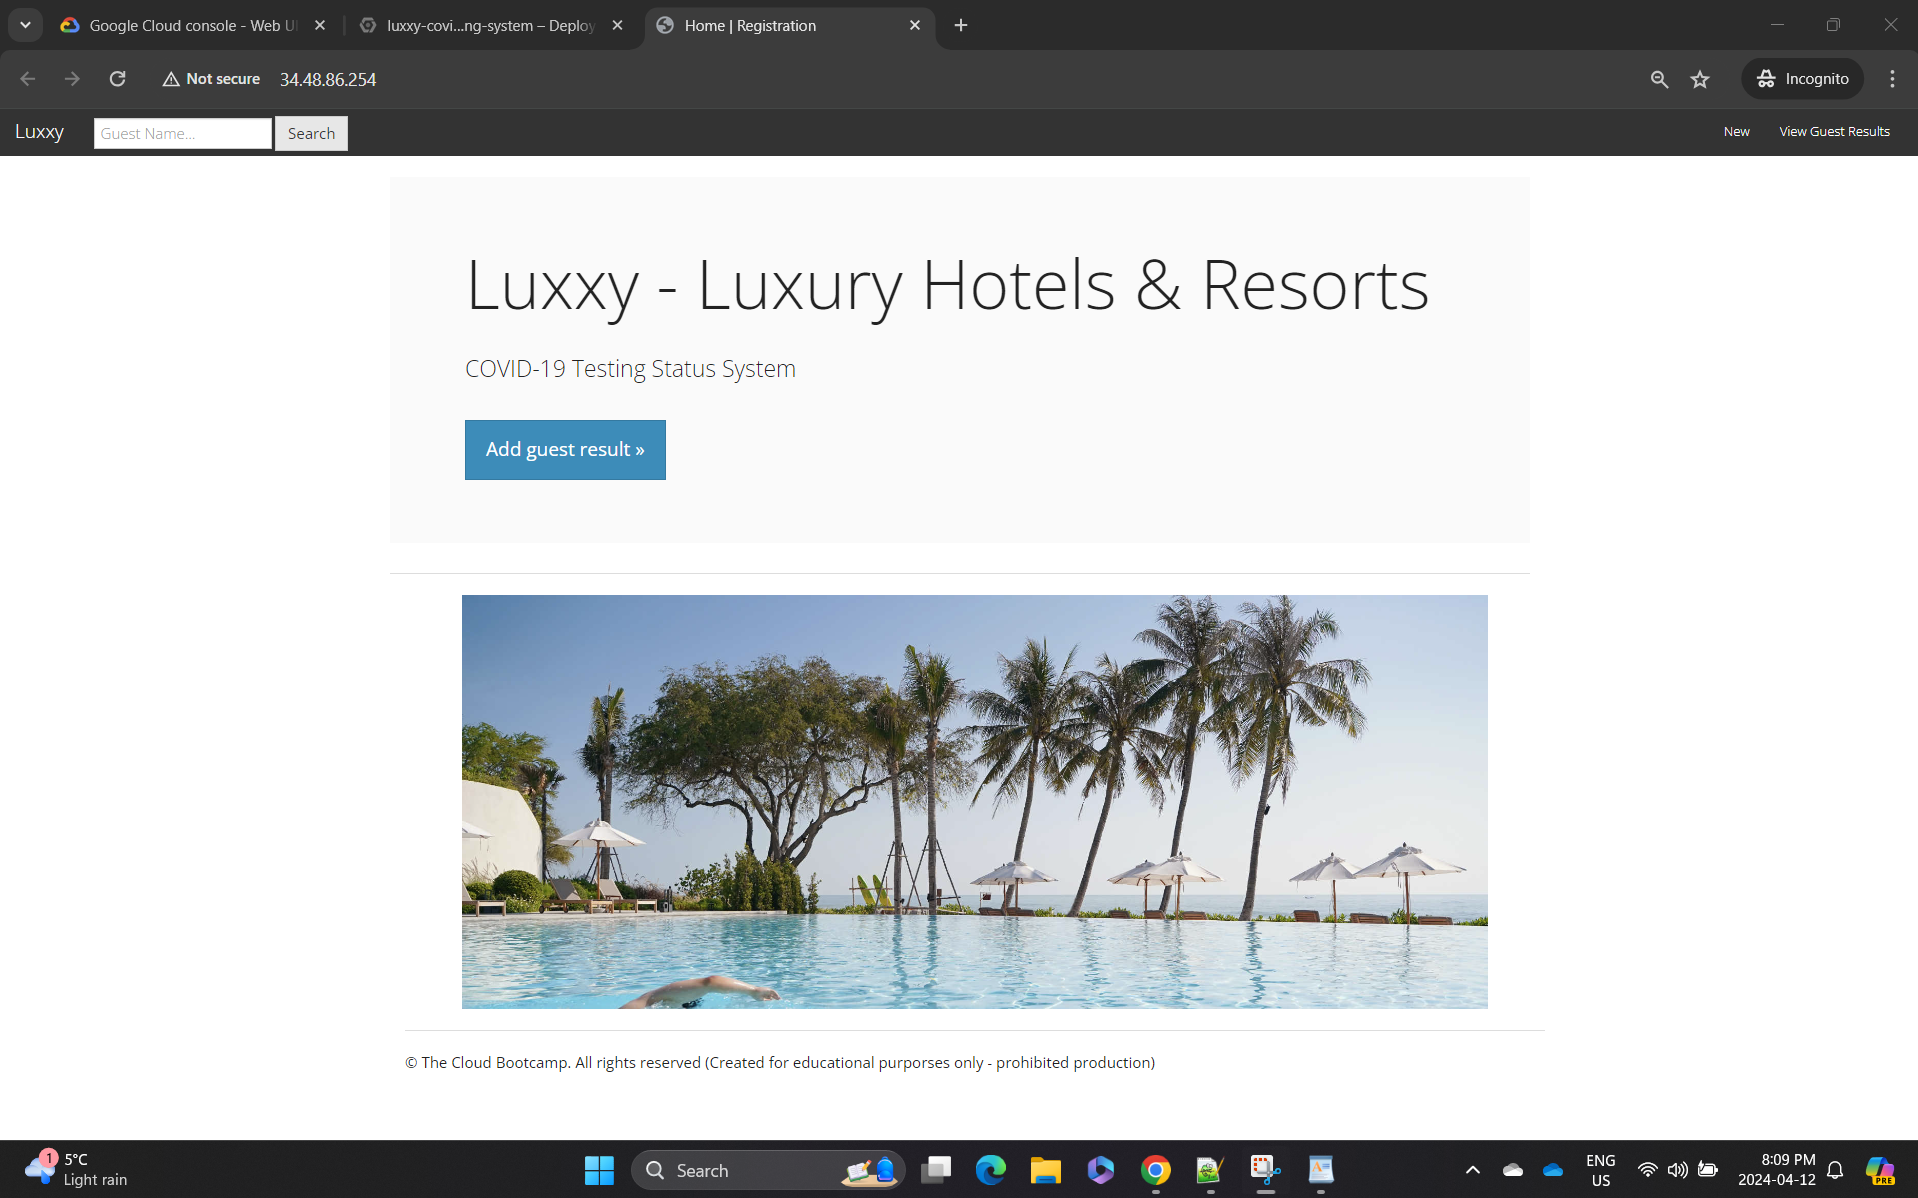 Google Cloud console - Web UI
luxxy-covi...ng-system – Deploy
Home | Registration
Not secure
34.48.86.254
Incognito
Luxxy
Guest Name...
Search
New
View Guest Results
Luxxy - Luxury Hotels & Resorts
COVID-19 Testing Status System
Add guest result »
© The Cloud Bootcamp. All rights reserved (Created for educational purporses only - prohibited production)
1
5°C
Light rain
Search
ENG
US
8:09 PM
2024-04-12
PRE